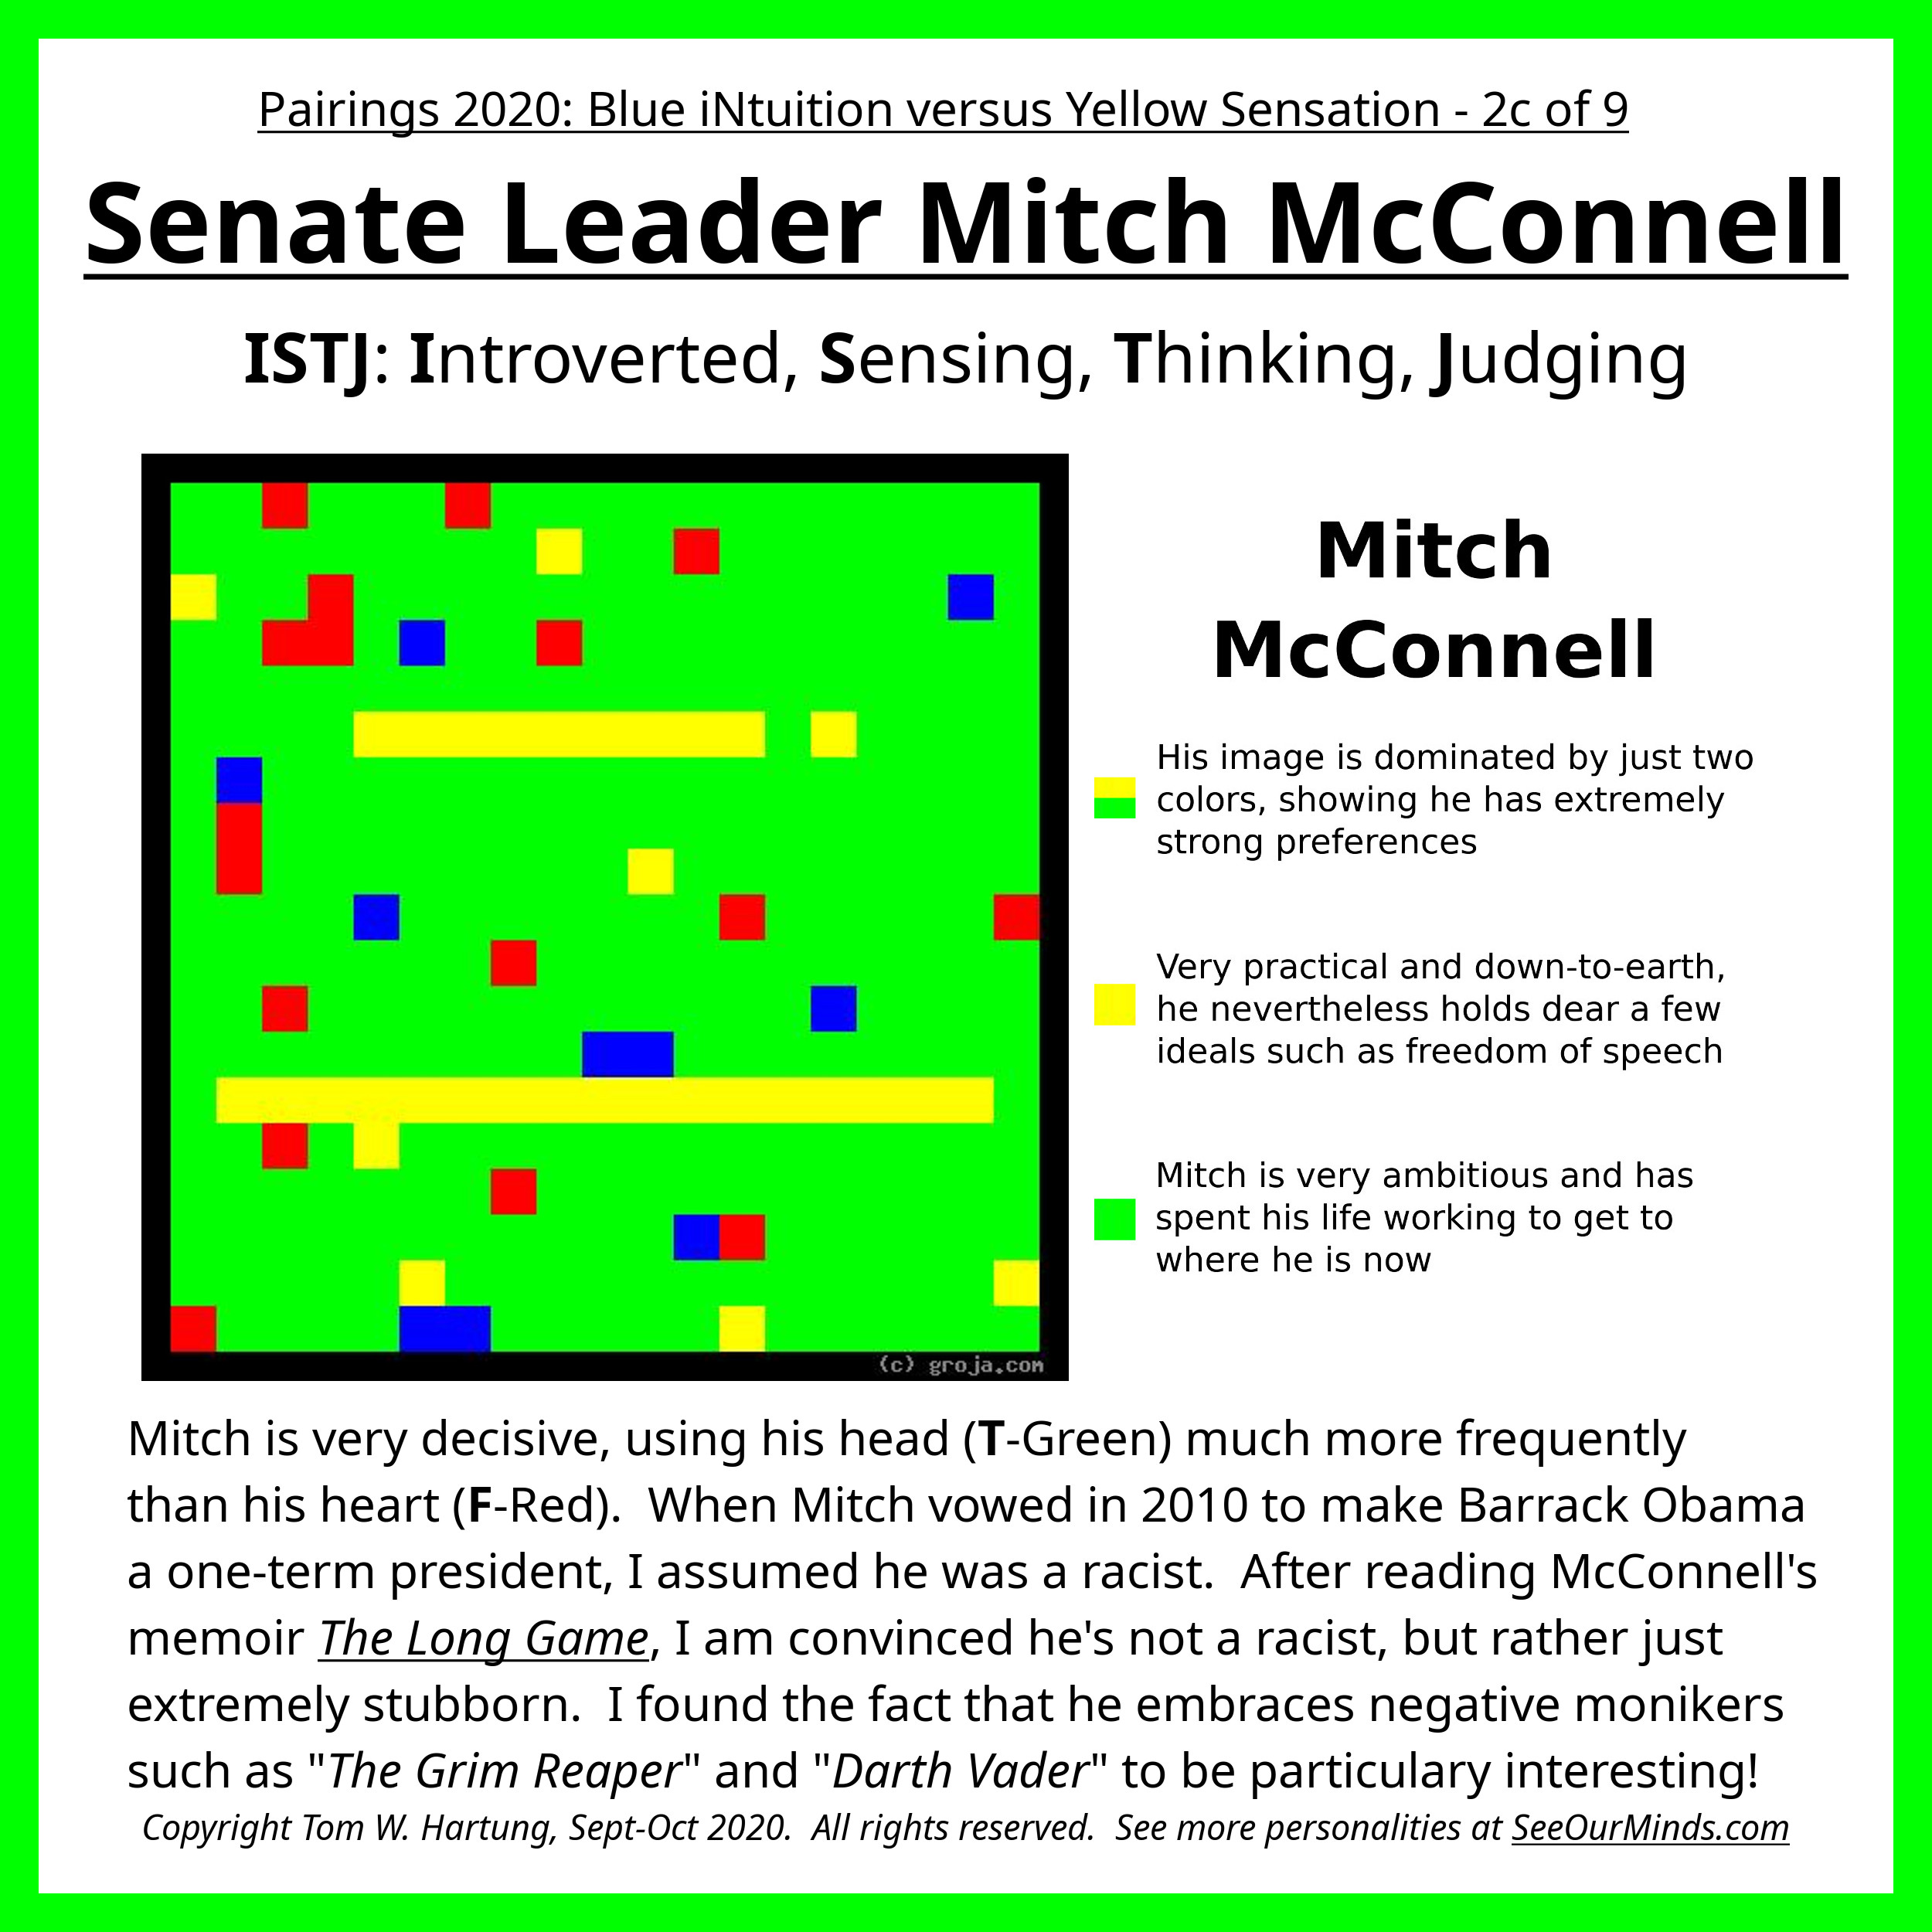 Pairings 2020: Blue iNtuition versus Yellow Sensation - 2c of 9
Senate Leader Mitch McConnell
ISTJ: Introverted, Sensing, Thinking, Judging
Mitch
McConnell
His image is dominated by just two
colors, showing he has extremely
strong preferences
Very practical and down-to-earth,
he nevertheless holds dear a few
ideals such as freedom of speech
Mitch is very ambitious and has
spent his life working to get to
where he is now
(c) groja.com
Mitch is very decisive, using his head (T-Green) much more frequently
than his heart (F-Red).  When Mitch vowed in 2010 to make Barrack Obama
a one-term president, I assumed he was a racist.  After reading McConnell's
memoir The Long Game, I am convinced he's not a racist, but rather just
extremely stubborn.  I found the fact that he embraces negative monikers
such as "The Grim Reaper" and "Darth Vader" to be particulary interesting!
Copyright Tom W. Hartung, Sept-Oct 2020.  All rights reserved.  See more personalities at SeeOurMinds.com